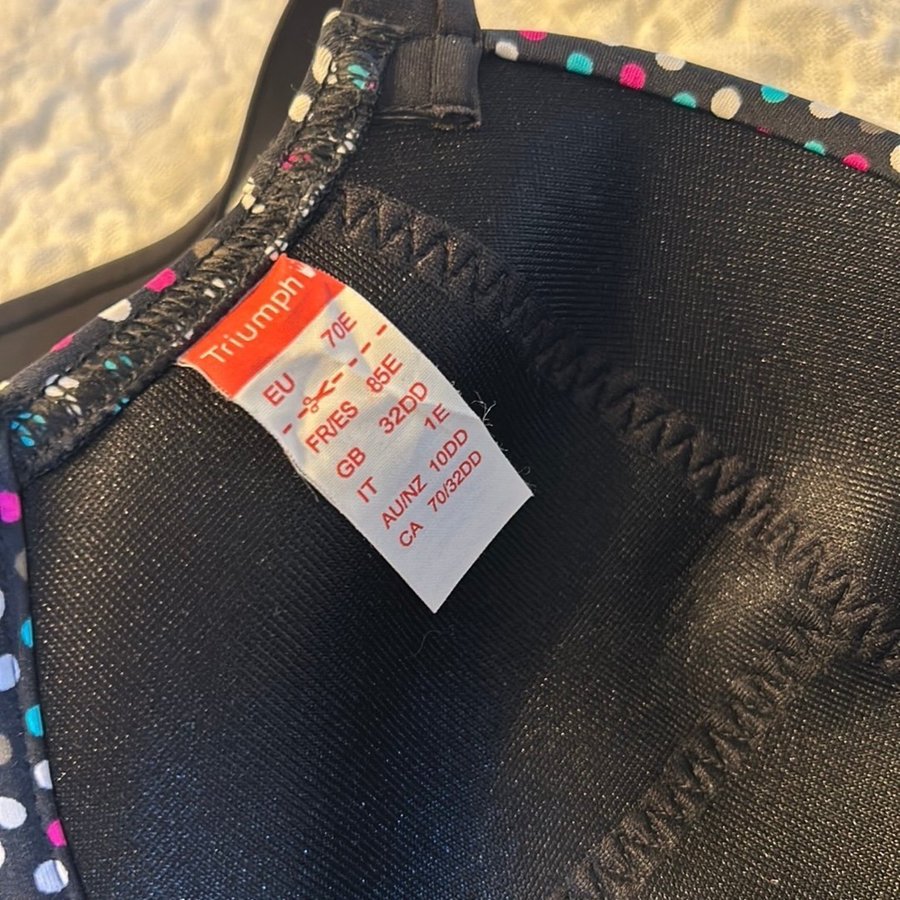 Triumph
EU 70E
FR/ES 85E
GB 32DD
IT 1E
AU/NZ 10DD
CA 70/32DD